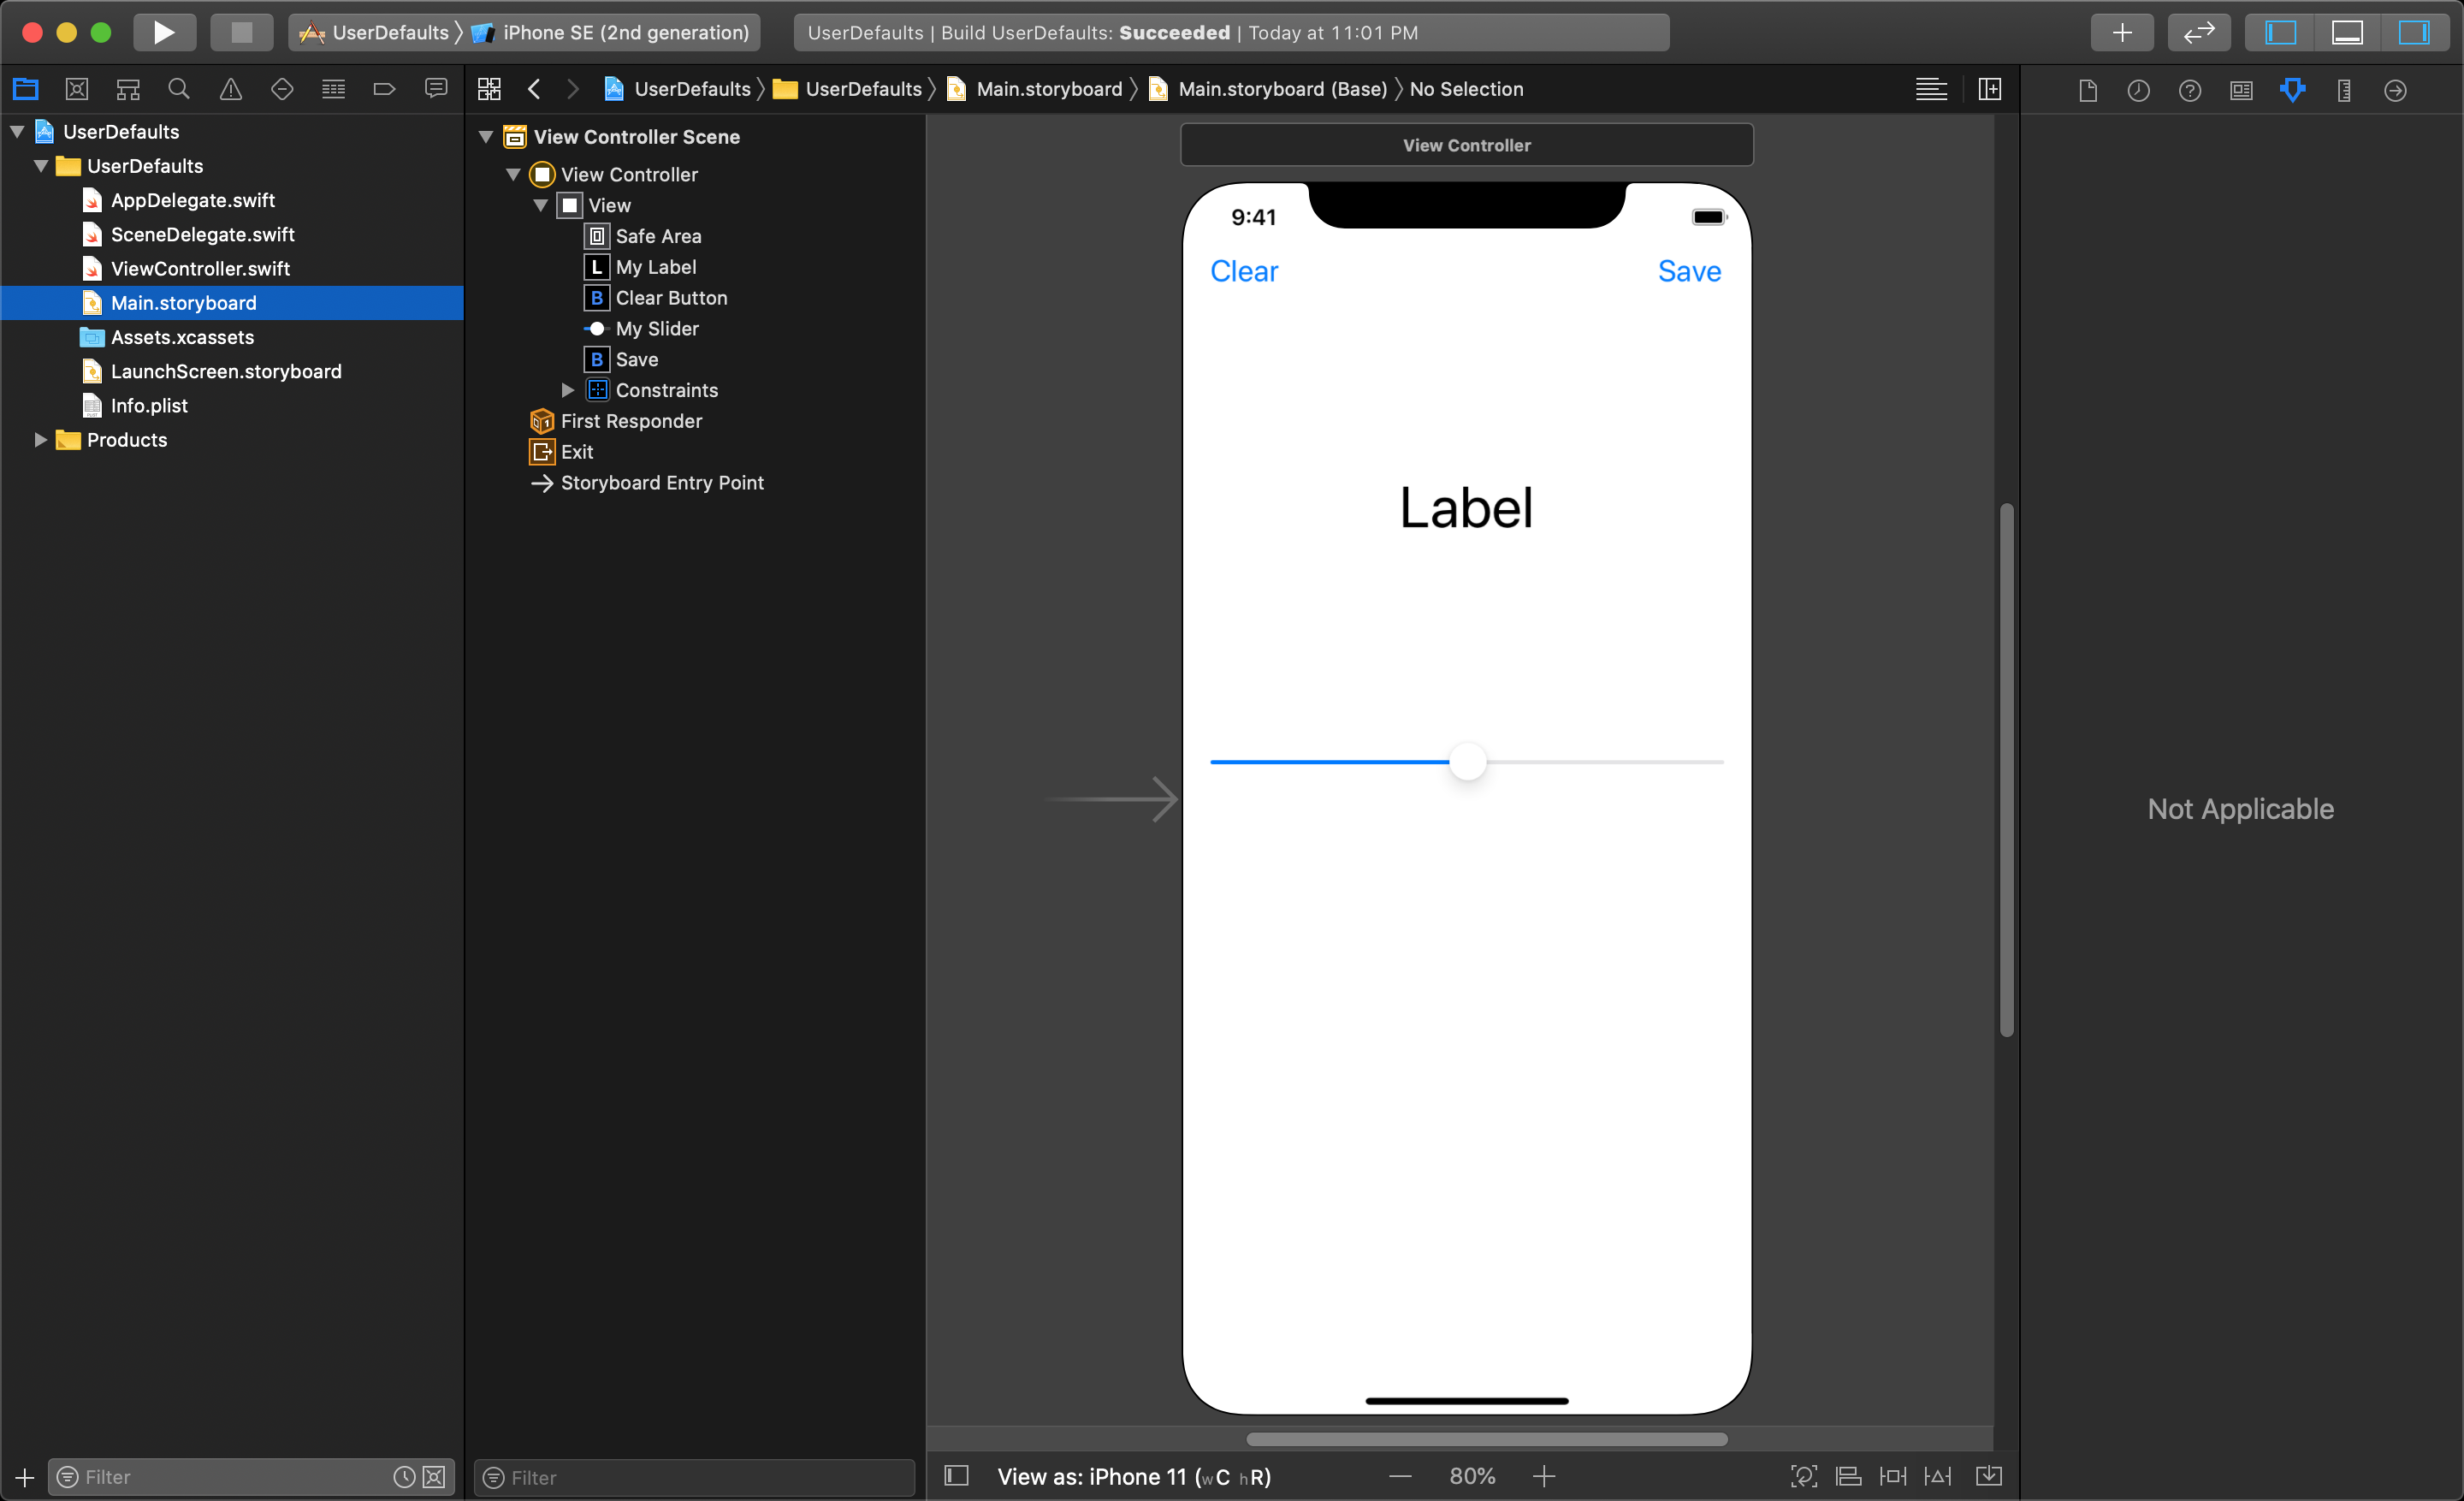 UserDefaults 〉 iPhone SE (2nd generation)
UserDefaults | Build UserDefaults: Succeeded | Today at 11:01 PM
UserDefaults 〉 UserDefaults 〉 Main.storyboard 〉 Main.storyboard (Base) 〉 No Selection
UserDefaults
UserDefaults
AppDelegate.swift
SceneDelegate.swift
ViewController.swift
Main.storyboard
Assets.xcassets
LaunchScreen.storyboard
Info.plist
Products
Filter
View Controller Scene
View Controller
View
Safe Area
L My Label
B Clear Button
My Slider
B Save
Constraints
First Responder
Exit
Storyboard Entry Point
Filter
View Controller
9:41
Clear
Save
Label
View as: iPhone 11 (wC hR)
80%
Not Applicable